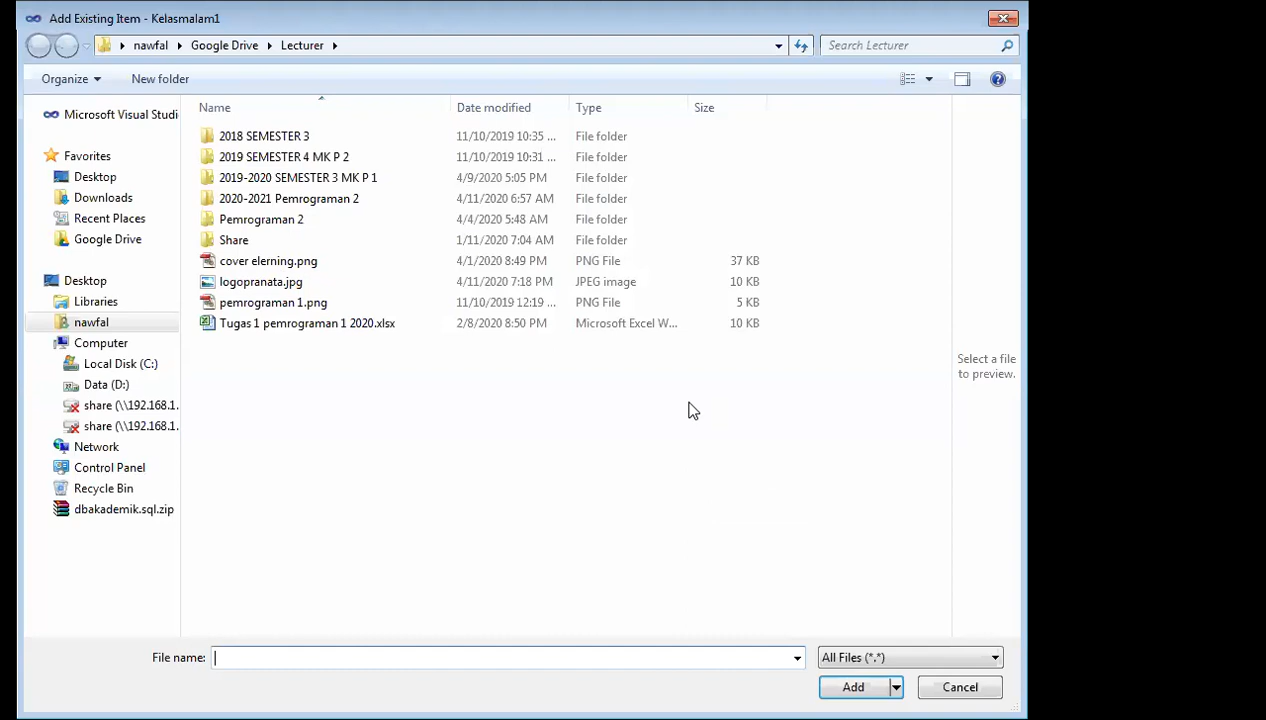 Add Existing Item - Kelasmalam1
nawfal Google Drive Lecturer
Search Lecturer
Organize New folder
Name Date modified Type Size
Microsoft Visual Studi
Favorites
Desktop
Downloads
Recent Places
Google Drive
Desktop
Libraries
nawfal
Computer
Local Disk (C:)
Data (D:)
share (\\192.168.1.
share (\\192.168.1.
Network
Control Panel
Recycle Bin
dbakademik.sql.zip
2018 SEMESTER 3 11/10/2019 10:35 ... File folder
2019 SEMESTER 4 MK P 2 11/10/2019 10:31 ... File folder
2019-2020 SEMESTER 3 MK P 1 4/9/2020 5:05 PM File folder
2020-2021 Pemrograman 2 4/11/2020 6:57 AM File folder
Pemrograman 2 4/4/2020 5:48 AM File folder
Share 1/11/2020 7:04 AM File folder
cover elerning.png 4/1/2020 8:49 PM PNG File 37 KB
logopranata.jpg 4/11/2020 7:18 PM JPEG image 10 KB
pemrograman 1.png 11/10/2019 12:19 ... PNG File 5 KB
Tugas 1 pemrograman 1 2020.xlsx 2/8/2020 8:50 PM Microsoft Excel W... 10 KB
Select a file
to preview.
File name:
All Files (*.*)
Add Cancel